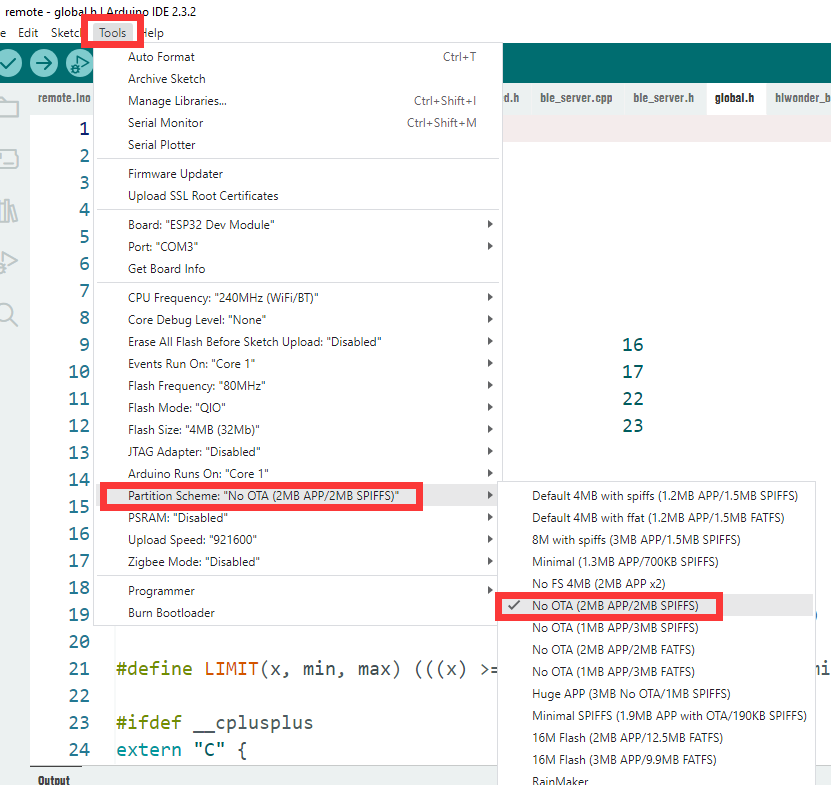 remote - global.h | Arduino IDE 2.3.2
Edit Sketch Tools Help
remote.ino d.h ble_server.cpp ble_server.h global.h hiwonder_b
Auto Format Ctrl+T
Archive Sketch
Manage Libraries... Ctrl+Shift+I
Serial Monitor Ctrl+Shift+M
Serial Plotter
Firmware Updater
Upload SSL Root Certificates
Board: "ESP32 Dev Module"
Port: "COM3"
Get Board Info
CPU Frequency: "240MHz (WiFi/BT)"
Core Debug Level: "None"
Erase All Flash Before Sketch Upload: "Disabled"
Events Run On: "Core 1"
Flash Frequency: "80MHz"
Flash Mode: "QIO"
Flash Size: "4MB (32Mb)"
JTAG Adapter: "Disabled"
Arduino Runs On: "Core 1"
Partition Scheme: "No OTA (2MB APP/2MB SPIFFS)"
PSRAM: "Disabled"
Upload Speed: "921600"
Zigbee Mode: "Disabled"
Programmer
Burn Bootloader
Default 4MB with spiffs (1.2MB APP/1.5MB SPIFFS)
Default 4MB with ffat (1.2MB APP/1.5MB FATFS)
8M with spiffs (3MB APP/1.5MB SPIFFS)
Minimal (1.3MB APP/700KB SPIFFS)
No FS 4MB (2MB APP x2)
No OTA (2MB APP/2MB SPIFFS)
No OTA (1MB APP/3MB SPIFFS)
No OTA (2MB APP/2MB FATFS)
No OTA (1MB APP/3MB FATFS)
Huge APP (3MB No OTA/1MB SPIFFS)
Minimal SPIFFS (1.9MB APP with OTA/190KB SPIFFS)
16M Flash (2MB APP/12.5MB FATFS)
16M Flash (3MB APP/9.9MB FATFS)
RainMaker
1
2
3
4
5
6
7
8
9 16
10 17
11 22
12 23
13
14
15
16
17
18
19
20
21 #define LIMIT(x, min, max) (((x) >= mi
22
23 #ifdef __cplusplus
24 extern "C" {
Output